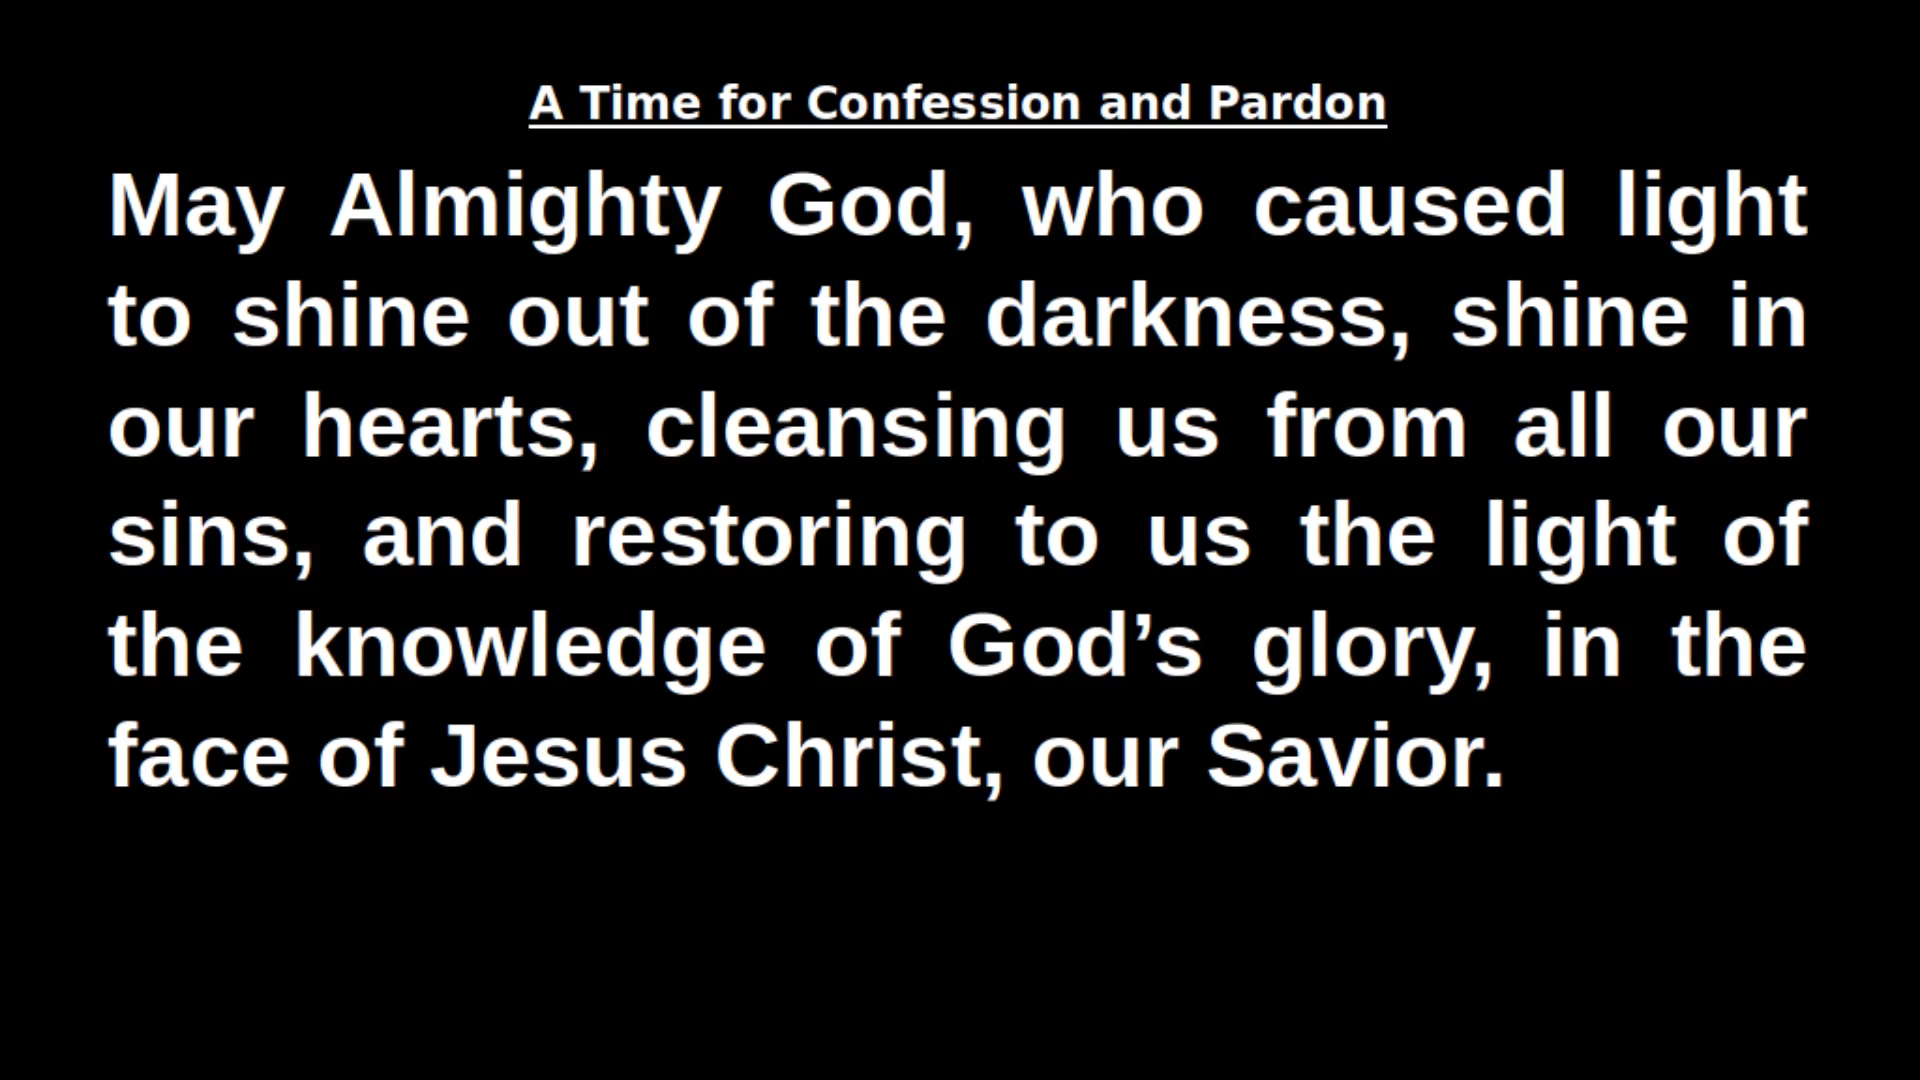 A Time for Confession and Pardon
May Almighty God, who caused light
to shine out of the darkness, shine in
our hearts, cleansing us from all our
sins, and restoring to us the light of
the knowledge of God’s glory, in the
face of Jesus Christ, our Savior.